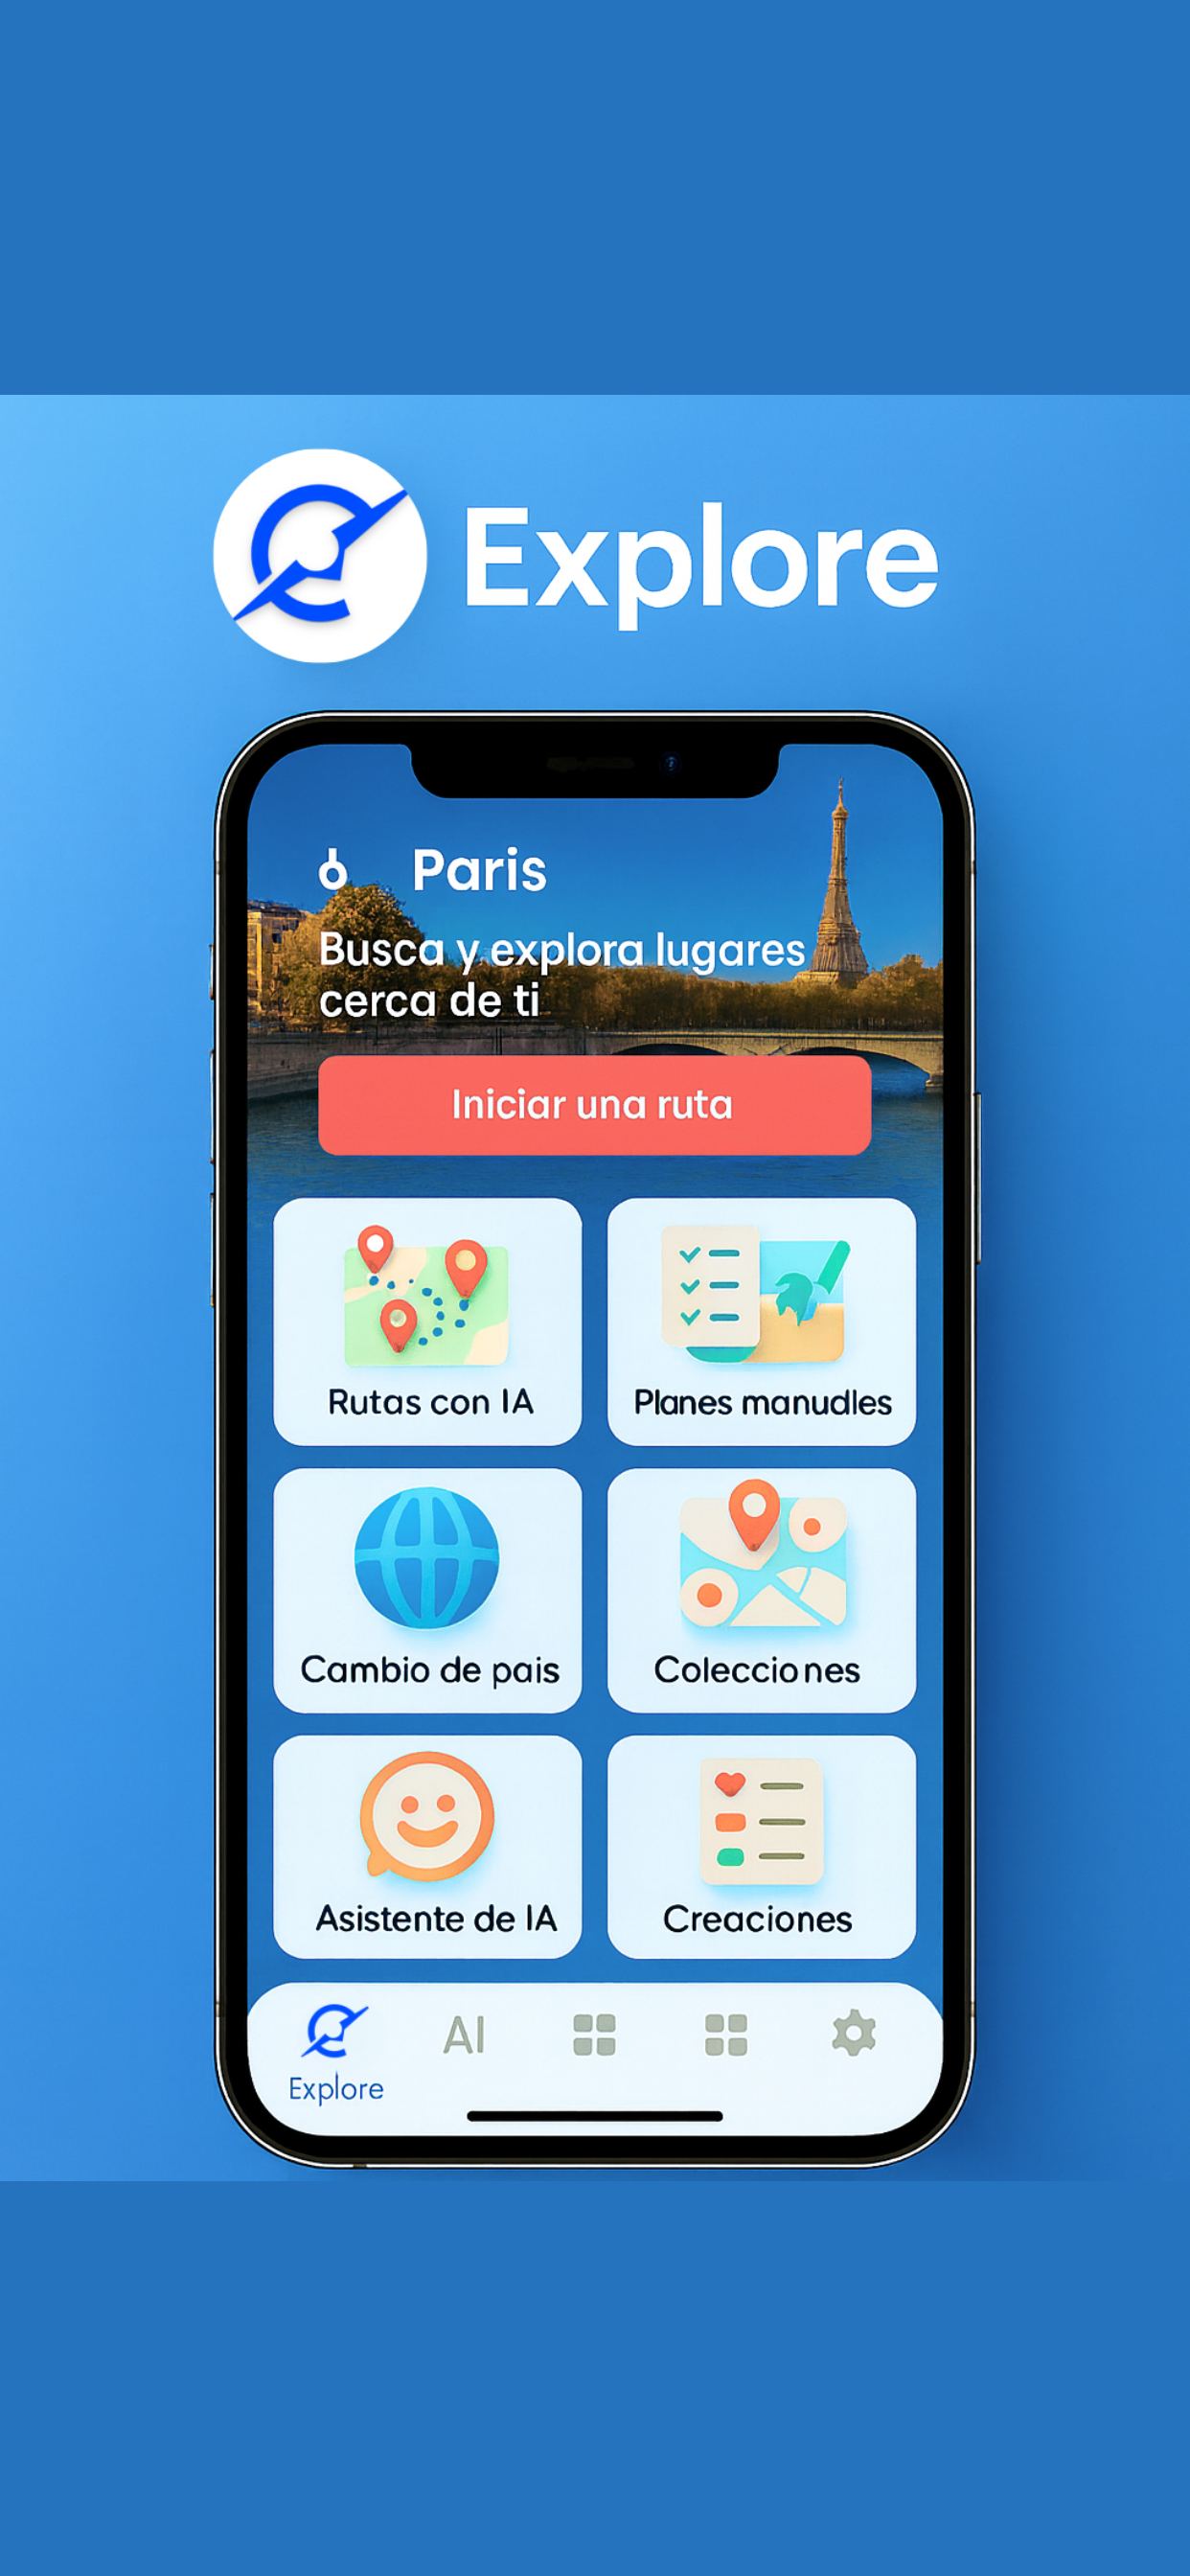 Explore
Paris
Busca y explora lugares
cerca de ti
Iniciar una ruta
Rutas con IA
Planes manudles
Cambio de pais
Colecciones
Asistente de IA
Creaciones
AI
Explore